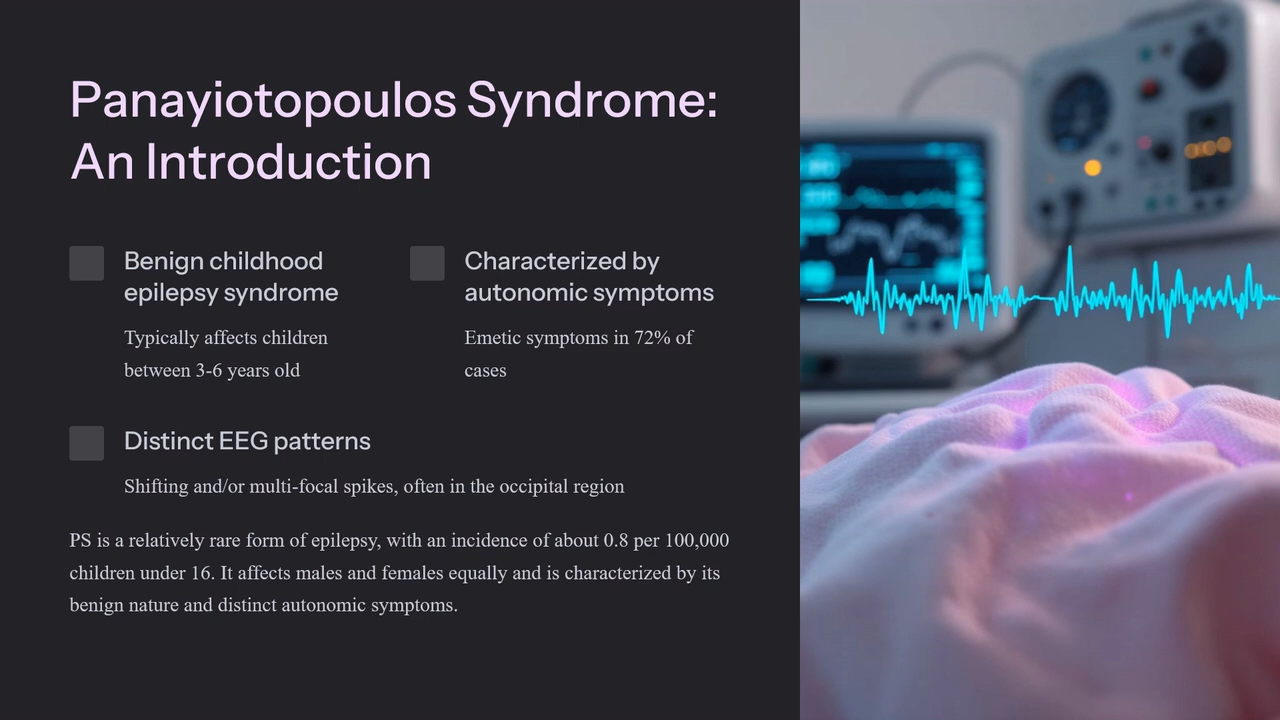 Panayiotopoulos Syndrome:
An Introduction
Benign childhood
epilepsy syndrome
Typically affects children
between 3-6 years old
Characterized by
autonomic symptoms
Emetic symptoms in 72% of
cases
Distinct EEG patterns
Shifting and/or multi-focal spikes, often in the occipital region
PS is a relatively rare form of epilepsy, with an incidence of about 0.8 per 100,000
children under 16. It affects males and females equally and is characterized by its
benign nature and distinct autonomic symptoms.